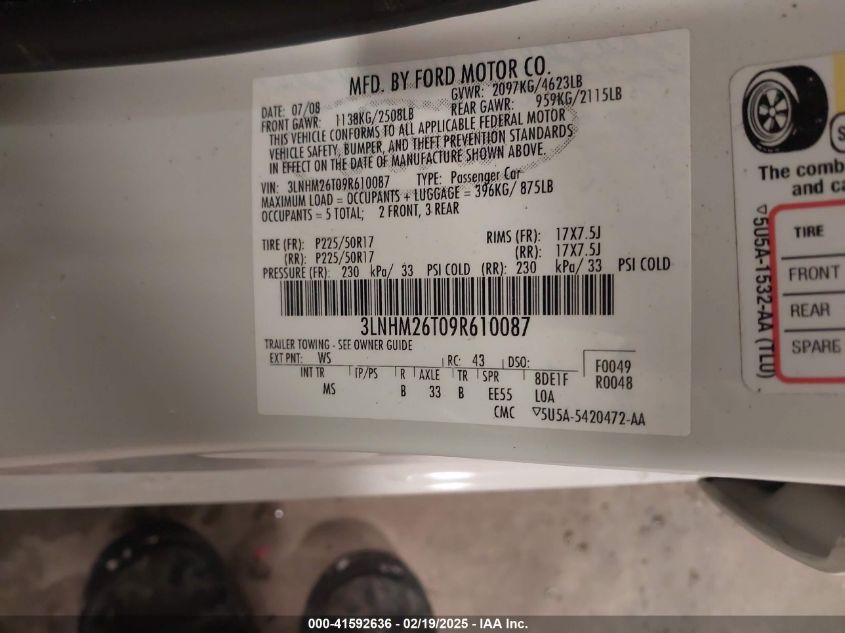 MFD. BY FORD MOTOR CO.
DATE: 07/08 GVWR: 2097KG/4623LB
FRONT GAWR: 1138KG/2508LB REAR GAWR: 959KG/2115LB
THIS VEHICLE CONFORMS TO ALL APPLICABLE FEDERAL MOTOR
VEHICLE SAFETY, BUMPER, AND THEFT PREVENTION STANDARDS
IN EFFECT ON THE DATE OF MANUFACTURE SHOWN ABOVE.
VIN: 3LNHM26T09R610087 TYPE: Passenger Car
MAXIMUM LOAD = OCCUPANTS + LUGGAGE = 396KG/ 875LB
OCCUPANTS = 5 TOTAL; 2 FRONT, 3 REAR
TIRE (FR): P225/50R17 RIMS (FR): 17X7.5J
(RR): P225/50R17 (RR): 17X7.5J
PRESSURE (FR): 230 kPa/ 33 PSI COLD (RR): 230 kPa/ 33 PSI COLD
3LNHM26T09R610087
TRAILER TOWING - SEE OWNER GUIDE
EXT PNT: WS RC: 43 DSO: F0049
INT TR TP/PS R AXLE TR SPR 8DE1F R0048
MS B 33 B EE55 LOA
CMC ▽5U5A-5420472-AA
The comb
and ca
▽5U5A-1532-AA (TLU)
TIRE
FRONT
REAR
SPARE
000-41592636 - 02/19/2025 - IAA Inc.